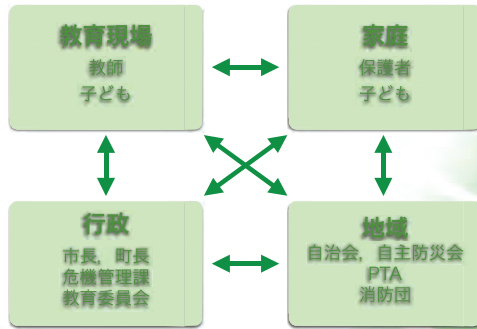 教育現場
教師
子ども
家庭
保護者
子ども
行政
市長，町長
危機管理課
教育委員会
地域
自治会，自主防災会
PTA
消防団